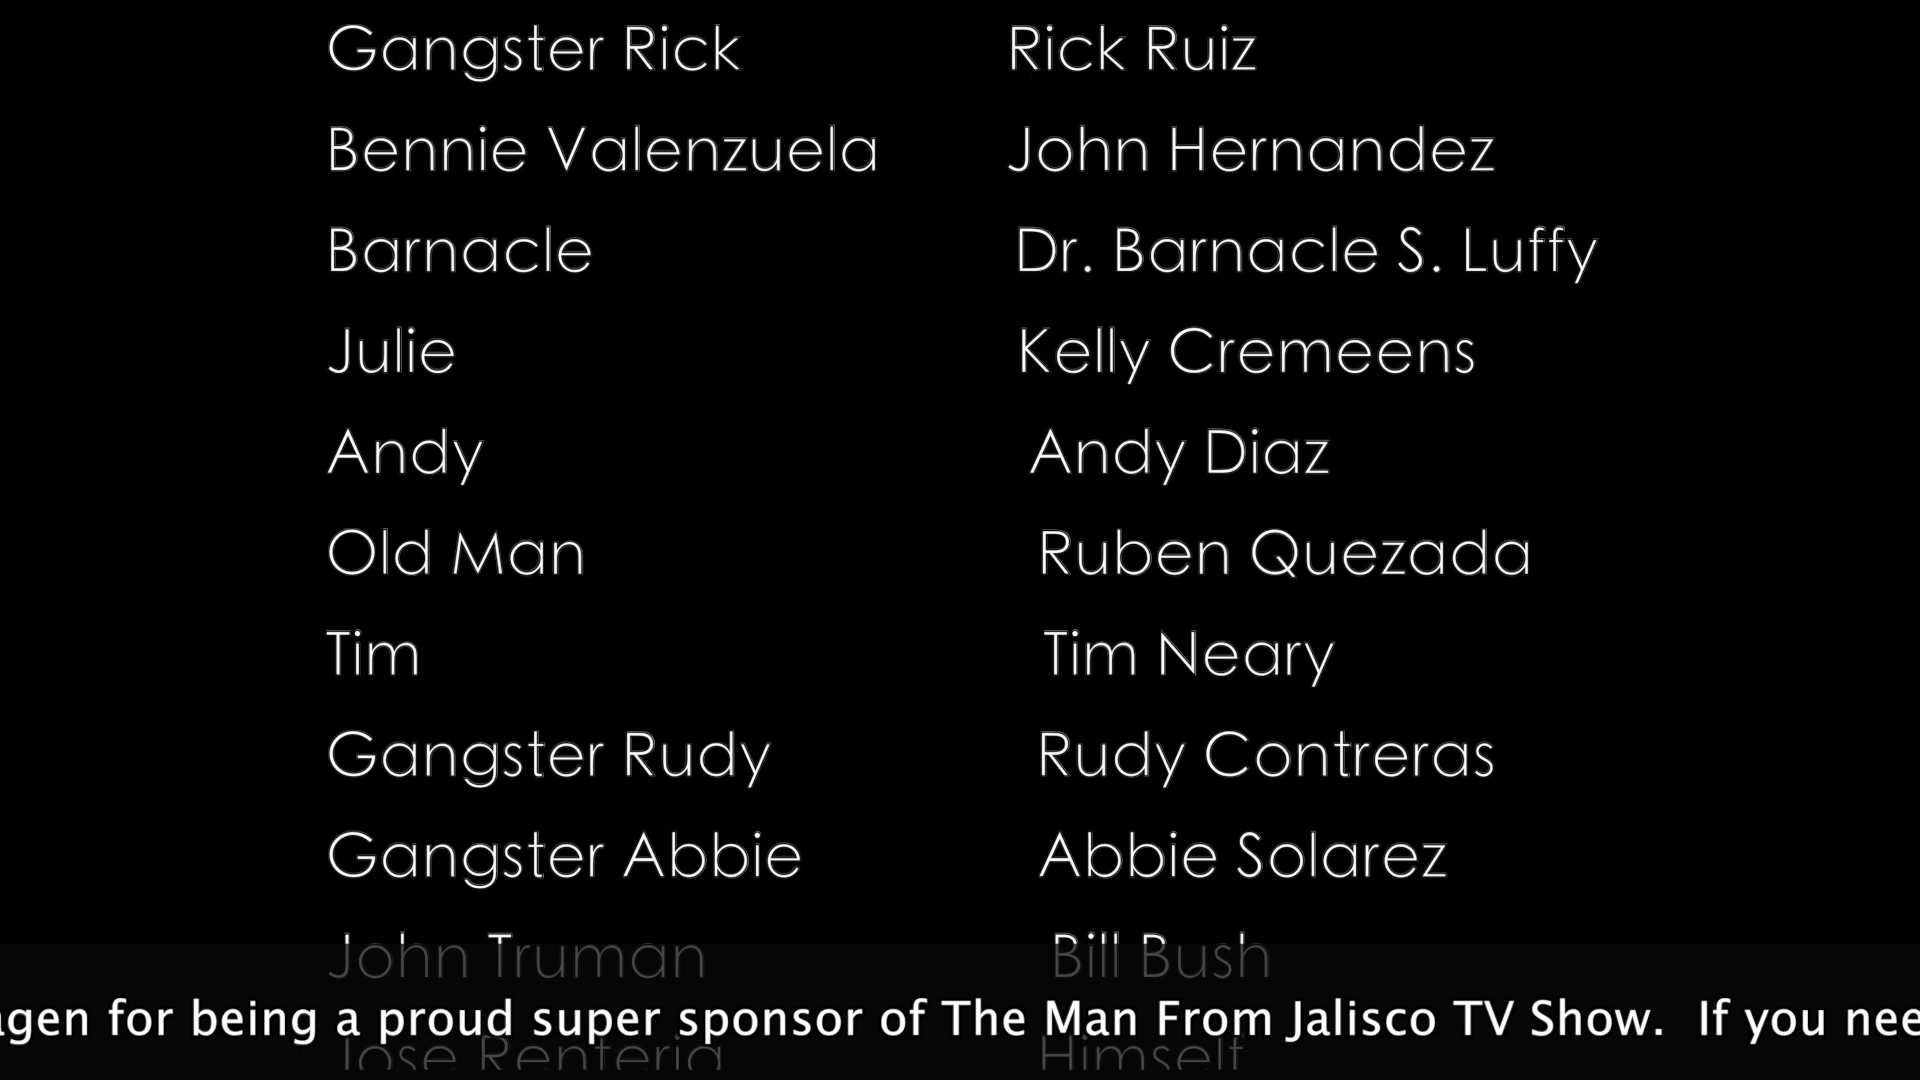 Gangster Rick Rick Ruiz
Bennie Valenzuela John Hernandez
Barnacle Dr. Barnacle S. Luffy
Julie Kelly Cremeens
Andy Andy Diaz
Old Man Ruben Quezada
Tim Tim Neary
Gangster Rudy Rudy Contreras
Gangster Abbie Abbie Solarez
John Truman Bill Bush
agen for being a proud super sponsor of The Man From Jalisco TV Show. If you nee
Jose Renteria Himself